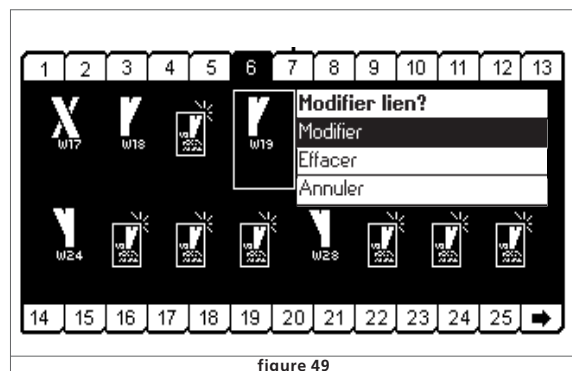 1 2 3 4 5 6 7 8 9 10 11 12 13
Modifier lien?
Modifier
Effacer
Annuler
W17 W18 W19
W24 W28
14 15 16 17 18 19 20 21 22 23 24 25
figure 49